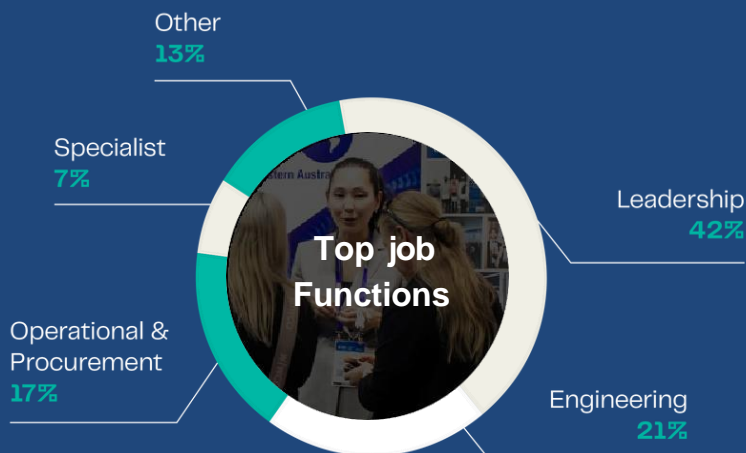 Other
13%
Specialist
7%
Leadership
42%
Top job
Functions
Operational &
Procurement
17%
Engineering
21%